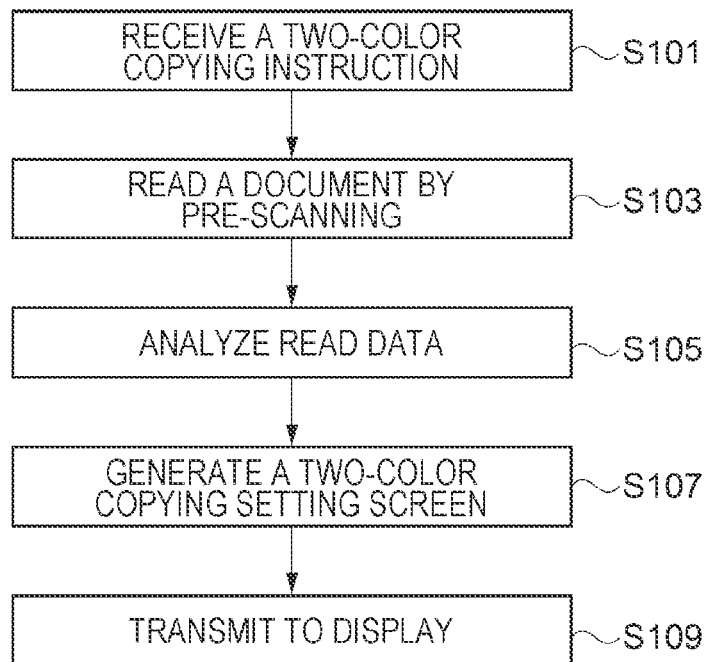 RECEIVE A TWO-COLOR
COPYING INSTRUCTION
S101
READ A DOCUMENT BY
PRE-SCANNING
S103
ANALYZE READ DATA
S105
GENERATE A TWO-COLOR
COPYING SETTING SCREEN
S107
TRANSMIT TO DISPLAY
S109